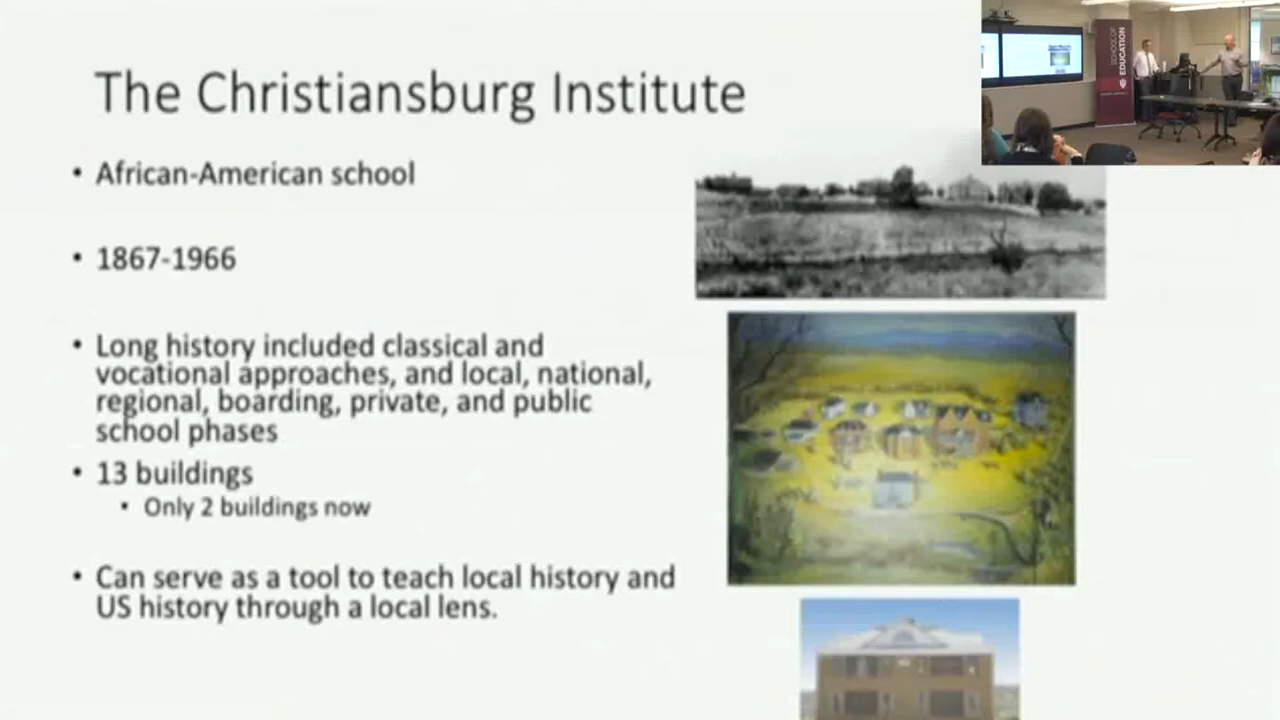 The Christiansburg Institute
• African-American school
• 1867-1966
• Long history included classical and
vocational approaches, and local, national,
regional, boarding, private, and public
school phases
• 13 buildings
• Only 2 buildings now
• Can serve as a tool to teach local history and
US history through a local lens.
SCHOOL OF
EDUCATION